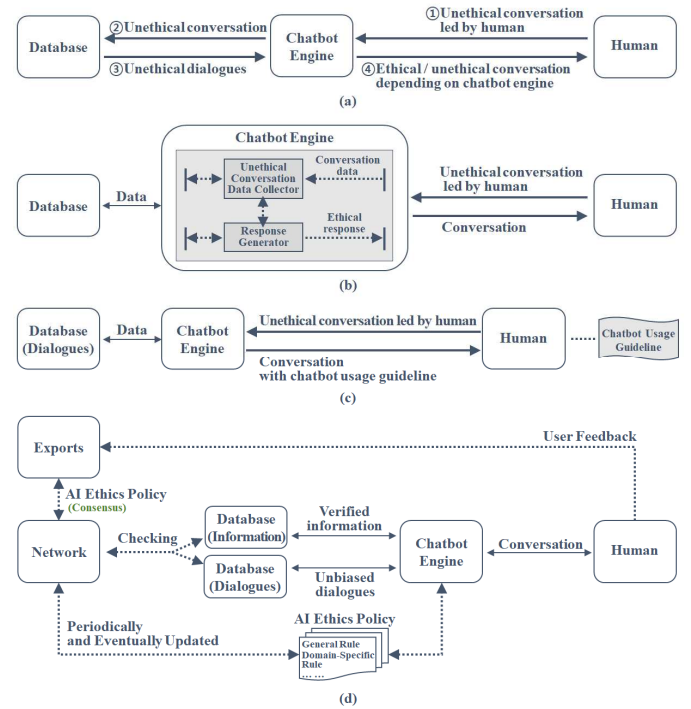 ①Unethical conversation
led by human
②Unethical conversation
Database
Chatbot
Engine
Human
③Unethical dialogues
④Ethical / unethical conversation
depending on chatbot engine
(a)
Chatbot Engine
Unethical
Conversation
Data Collector
Conversation
data
Unethical conversation
led by human
Database
Data
Human
Response
Generator
Ethical
response
Conversation
(b)
Database
(Dialogues)
Data
Chatbot
Engine
Unethical conversation led by human
Human
Chatbot Usage
Guideline
Conversation
with chatbot usage guideline
(c)
User Feedback
Exports
AI Ethics Policy
(Consensus)
Network
Checking
Database
(Information)
Verified
information
Chatbot
Engine
Conversation
Human
Database
(Dialogues)
Unbiased
dialogues
Periodically
and Eventually Updated
AI Ethics Policy
General Rule
Domain-Specific
Rule
... ...
(d)